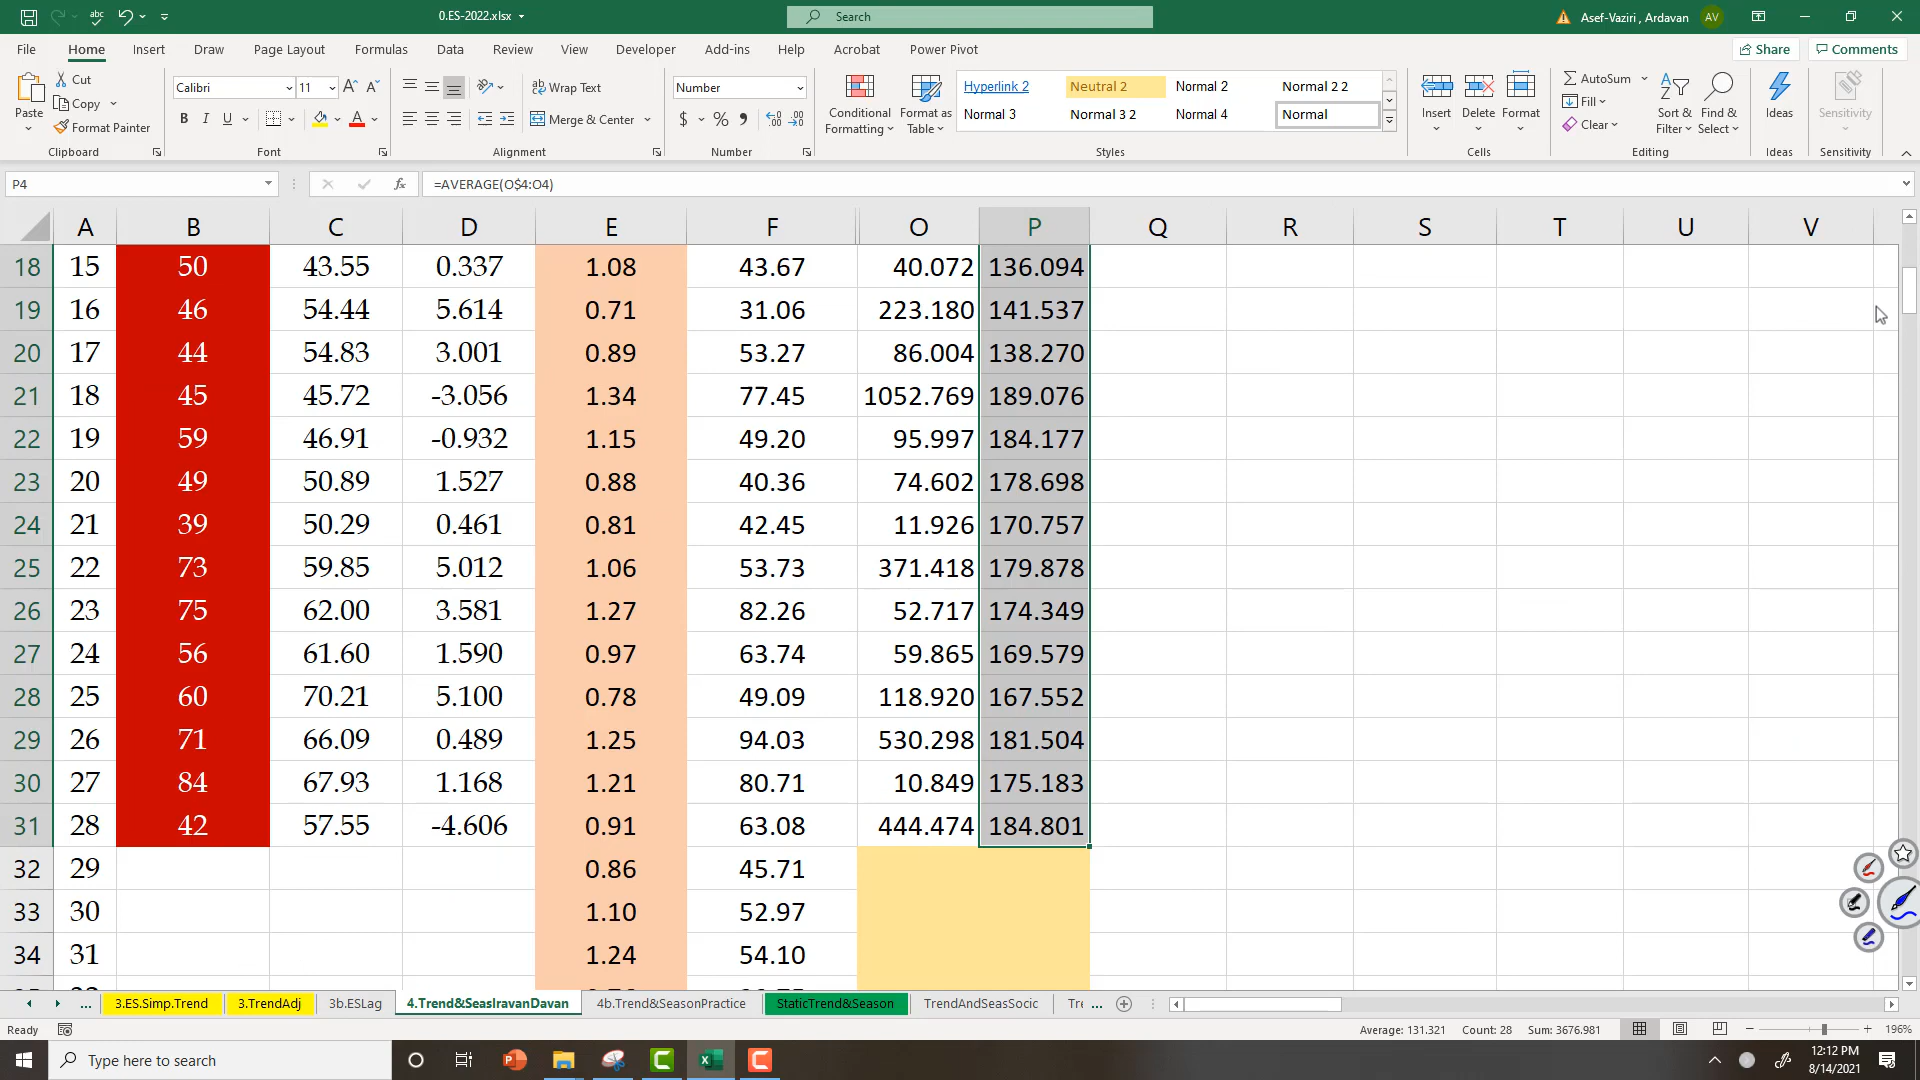 0.ES-2022.xlsx
Search
Asef-Vaziri , Ardavan AV
File Home Insert Draw Page Layout Formulas Data Review View Developer Add-ins Help Acrobat Power Pivot Share Comments
Paste Cut Copy Format Painter
Clipboard
Calibri 11
B I U A
Font
Wrap Text
Merge & Center
Alignment
Number
$ % 9
Number
Conditional Formatting Format as Table
Hyperlink 2 Neutral 2 Normal 2 Normal 2 2
Normal 3 Normal 3 2 Normal 4 Normal
Styles
Insert Delete Format
Cells
AutoSum Fill Clear
Sort & Filter Find & Select
Editing
Ideas
Ideas
Sensitivity
Sensitivity
P4 fx =AVERAGE(O$4:O4)
A B C D E F O P Q R S T U V
18 15 50 43.55 0.337 1.08 43.67 40.072 136.094
19 16 46 54.44 5.614 0.71 31.06 223.180 141.537
20 17 44 54.83 3.001 0.89 53.27 86.004 138.270
21 18 45 45.72 -3.056 1.34 77.45 1052.769 189.076
22 19 59 46.91 -0.932 1.15 49.20 95.997 184.177
23 20 49 50.89 1.527 0.88 40.36 74.602 178.698
24 21 39 50.29 0.461 0.81 42.45 11.926 170.757
25 22 73 59.85 5.012 1.06 53.73 371.418 179.878
26 23 75 62.00 3.581 1.27 82.26 52.717 174.349
27 24 56 61.60 1.590 0.97 63.74 59.865 169.579
28 25 60 70.21 5.100 0.78 49.09 118.920 167.552
29 26 71 66.09 0.489 1.25 94.03 530.298 181.504
30 27 84 67.93 1.168 1.21 80.71 10.849 175.183
31 28 42 57.55 -4.606 0.91 63.08 444.474 184.801
32 29 0.86 45.71
33 30 1.10 52.97
34 31 1.24 54.10
... 3.ES.Simp.Trend 3.TrendAdj 3b.ESLag 4.Trend&SeasIravanDavan 4b.Trend&SeasonPractice StaticTrend&Season TrendAndSeasSocic Tre ...
Ready Average: 131.321 Count: 28 Sum: 3676.981 196%
Type here to search
12:12 PM
8/14/2021